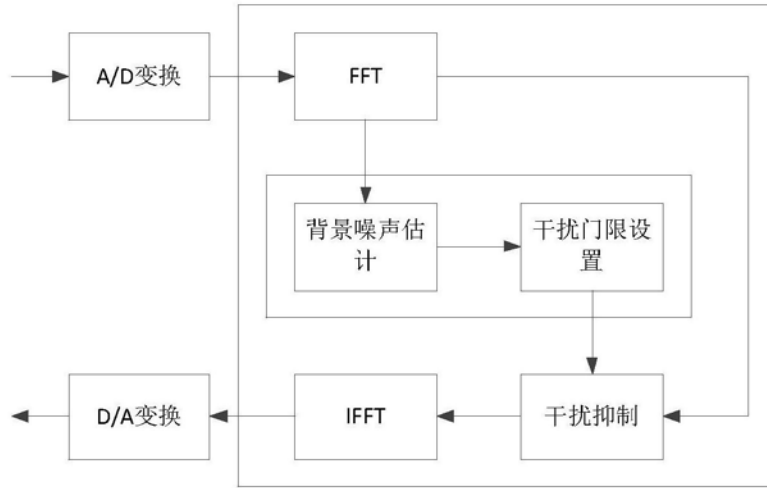 A/D变换
FFT
背景噪声估
计
干扰门限设
置
D/A变换
IFFT
干扰抑制